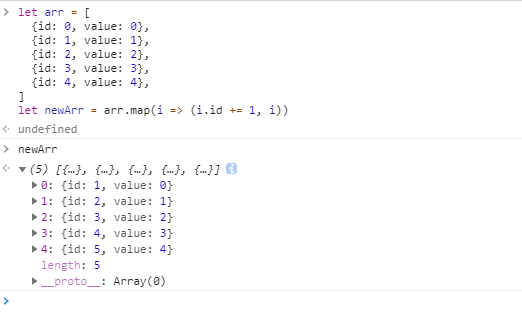 let arr = [
{id: 0, value: 0},
{id: 1, value: 1},
{id: 2, value: 2},
{id: 3, value: 3},
{id: 4, value: 4},
]
let newArr = arr.map(i => (i.id += 1, i))
undefined
newArr
(5) [{…}, {…}, {…}, {…}, {…}] i
0: {id: 1, value: 0}
1: {id: 2, value: 1}
2: {id: 3, value: 2}
3: {id: 4, value: 3}
4: {id: 5, value: 4}
length: 5
__proto__: Array(0)